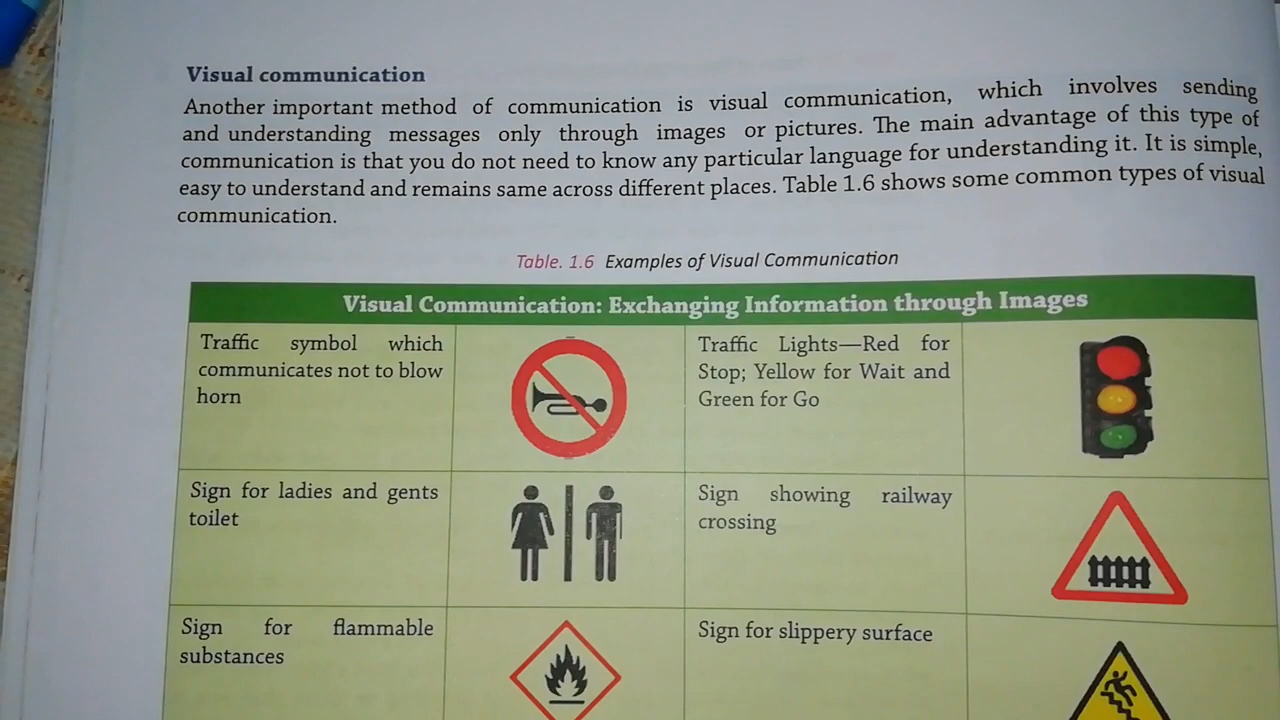 Visual communication
Another important method of communication is visual communication, which involves sending
and understanding messages only through images or pictures. The main advantage of this type of
communication is that you do not need to know any particular language for understanding it. It is simple,
easy to understand and remains same across different places. Table 1.6 shows some common types of visual
communication.
Table. 1.6 Examples of Visual Communication
Visual Communication: Exchanging Information through Images
Traffic symbol which
communicates not to blow
horn
Traffic Lights—Red for
Stop; Yellow for Wait and
Green for Go
Sign for ladies and gents
toilet
Sign showing railway
crossing
Sign for flammable
substances
Sign for slippery surface